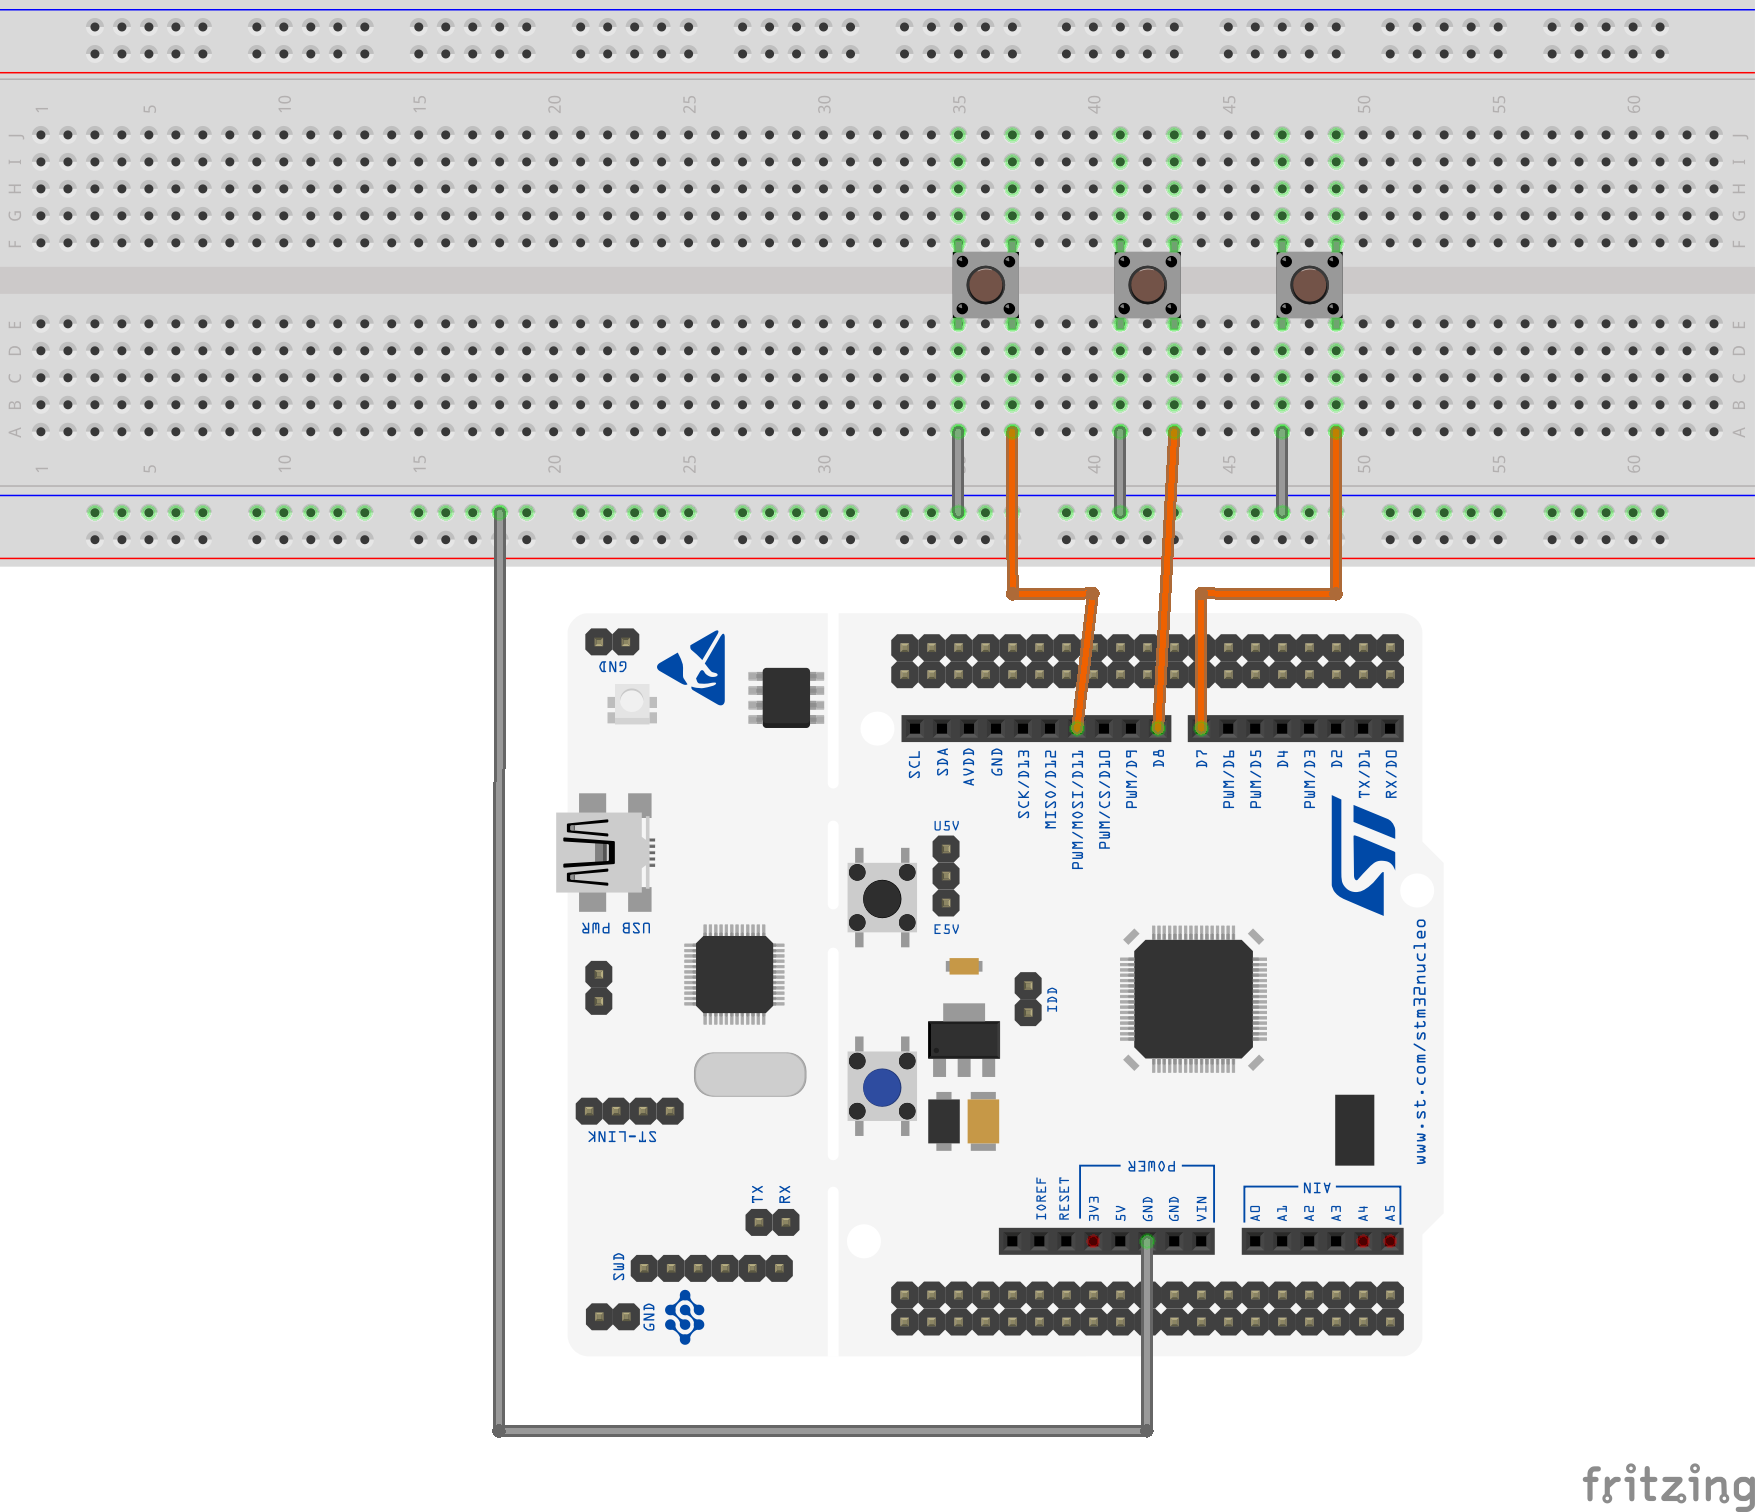 1 5 10 15 20 25 30 35 40 45 50 55 60
J J
I I
H H
G G
F F
E E
D D
C C
B B
A A
1 5 10 15 20 25 30 40 45 50 55 60
GND
SCL
SDA
AVDD
GND
SCK/D13
MISO/D12
PWM/MOSI/D11
PWM/CS/D10
PWM/D9
D8
D7
PWM/D6
PWM/D5
D4
PWM/D3
D2
TX/D1
RX/D0
U5V
E5V
USB PWR
IDD
www.st.com/stm32nucleo
ST-LINK
POWER
IOREF
RESET
3V3
5V
GND
GND
VIN
AIN
A0
A1
A2
A3
A4
A5
TX
RX
SWD
GND
fritzing